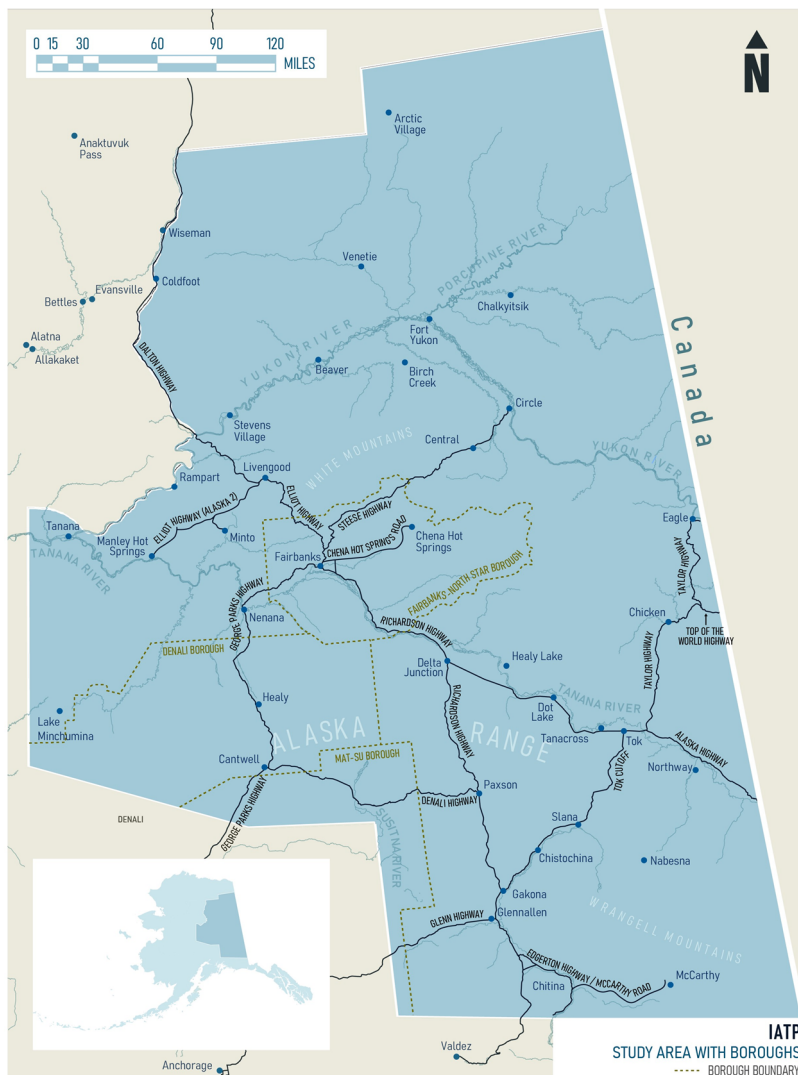 0 15 30 60 90 120
MILES
N
Arctic
Village
Anaktuvuk
Pass
Wiseman
Venetie
PORCUPINE RIVER
Coldfoot
Evansville
Bettles
Chalkyitsik
Fort
Yukon
Canada
Alatna
Allakaket
DALTON HIGHWAY
YUKON RIVER
Beaver
Birch
Creek
Circle
Stevens
Village
WHITE MOUNTAINS
Central
YUKON RIVER
Livengood
Rampart
ELLIOT HIGHWAY (ALASKA 2)
ELLIOT HIGHWAY
STEESE HIGHWAY
Eagle
Tanana
Manley Hot
Springs
Minto
Chena Hot
Springs
CHENA HOT SPRINGS ROAD
Fairbanks
TANANA RIVER
FAIRBANKS-NORTH STAR BOROUGH
TAYLOR HIGHWAY
GEORGE PARKS HIGHWAY
Nenana
Chicken
TOP OF THE
WORLD HIGHWAY
RICHARDSON HIGHWAY
DENALI BOROUGH
Healy Lake
Delta
Junction
TAYLOR HIGHWAY
TANANA RIVER
Healy
Dot
Lake
Lake
Minchumina
RICHARDSON HIGHWAY
ALASKA RANGE
Tanacross
Tok
ALASKA HIGHWAY
MAT-SU BOROUGH
Cantwell
TOK CUTOFF
Northway
Paxson
DENALI HIGHWAY
GEORGE PARKS HIGHWAY
DENALI
Slana
SUSITNA RIVER
Chistochina
Nabesna
Gakona
WRANGELL MOUNTAINS
Glennallen
GLENN HIGHWAY
EDGERTON HIGHWAY / MCCARTHY ROAD
McCarthy
Chitina
Valdez
Anchorage
IATP
STUDY AREA WITH BOROUGHS
BOROUGH BOUNDARY